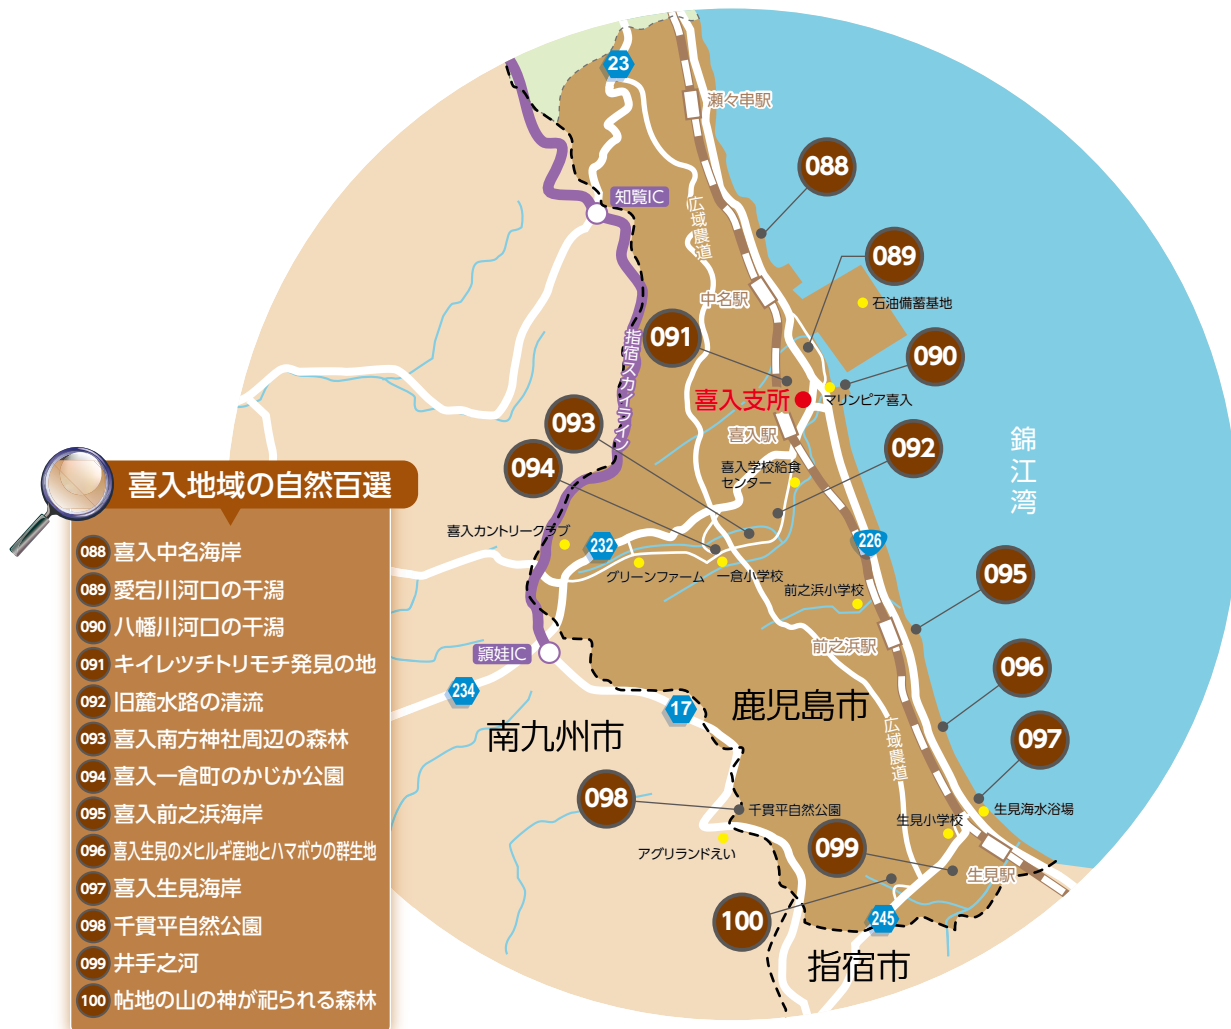 23
瀬々串駅
088
知覧IC
広域農道
089
中名駅
石油備蓄基地
091
090
指宿スカイライン
喜入支所
マリンピア喜入
093
喜入駅
092
錦江湾
094
喜入学校給食
センター
喜入カントリークラブ
232
226
グリーンファーム
一倉小学校
095
前之浜小学校
前之浜駅
頴娃IC
096
234
17
鹿児島市
南九州市
広域農道
097
098
千貫平自然公園
生見海水浴場
生見小学校
アグリランドえい
099
生見駅
100
245
指宿市
喜入地域の自然百選
088 喜入中名海岸
089 愛宕川河口の干潟
090 八幡川河口の干潟
091 キイレツチトリモチ発見の地
092 旧麓水路の清流
093 喜入南方神社周辺の森林
094 喜入一倉町のかじか公園
095 喜入前之浜海岸
096 喜入生見のメヒルギ産地とハマボウの群生地
097 喜入生見海岸
098 千貫平自然公園
099 井手之河
100 帖地の山の神が祀られる森林